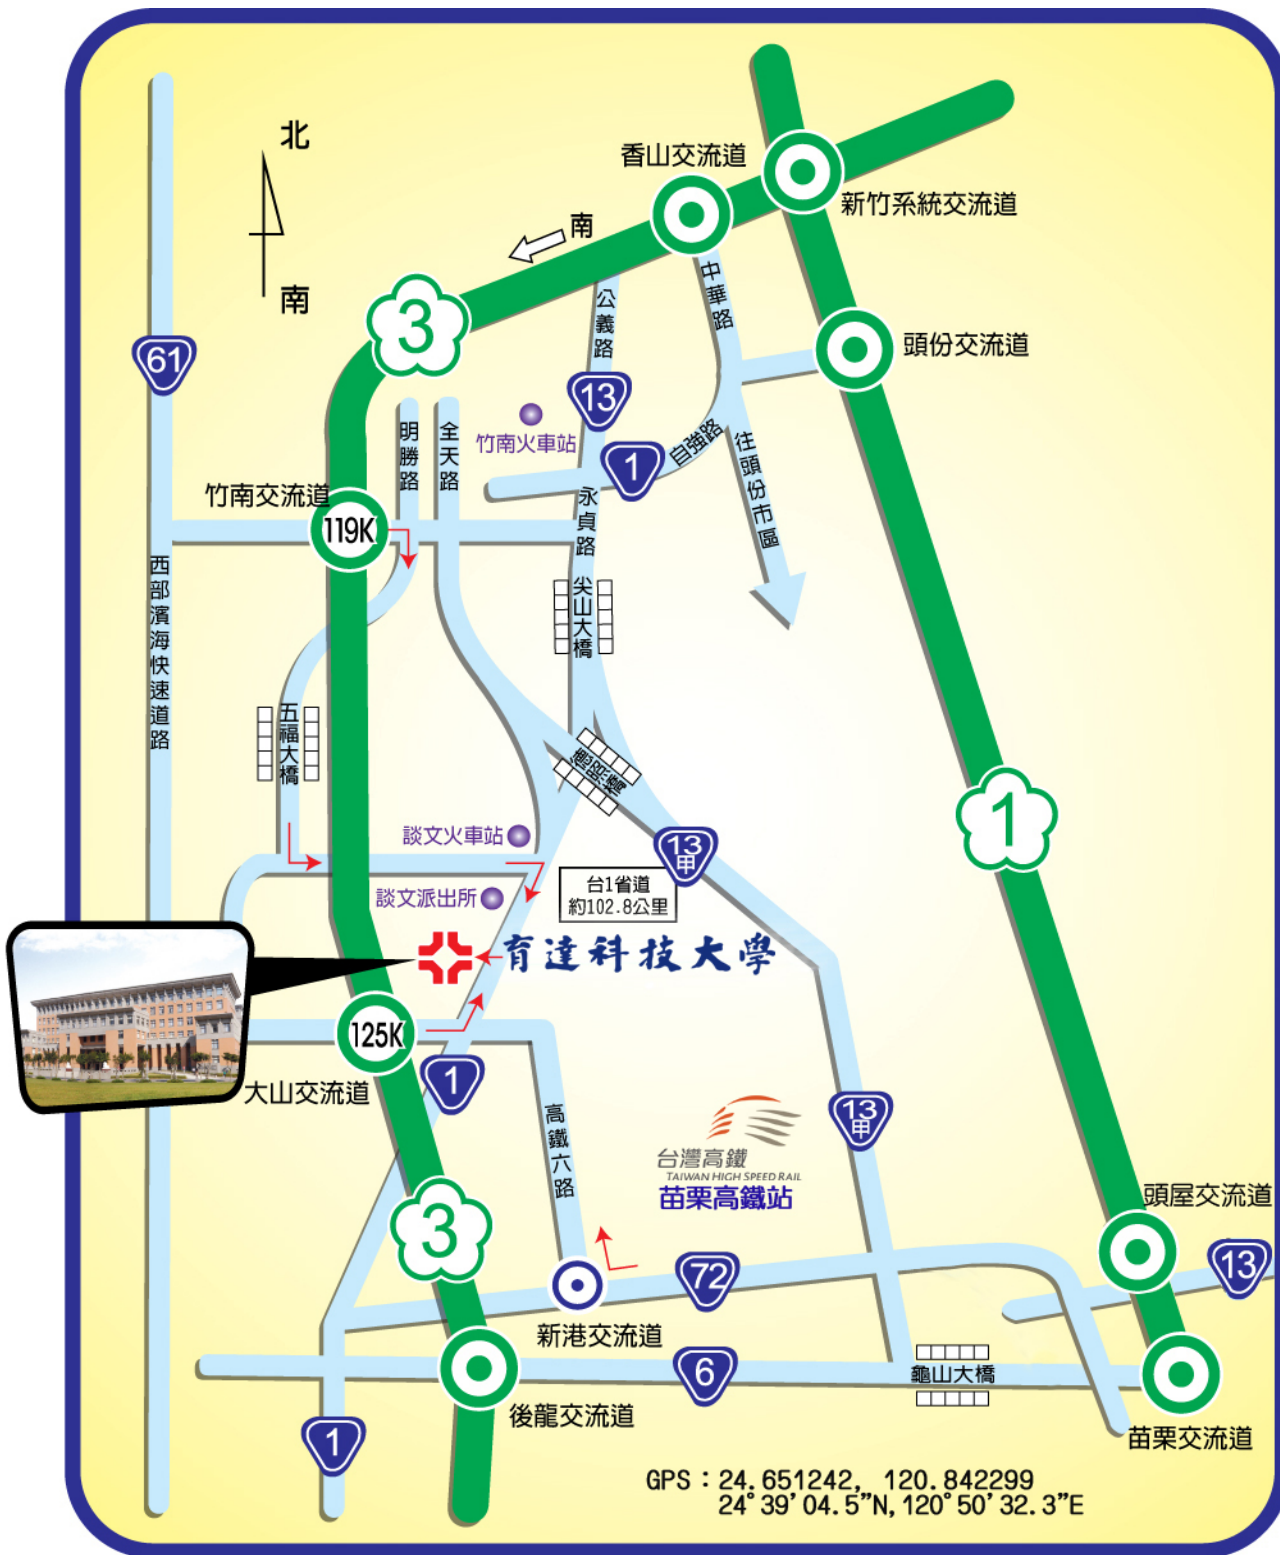 北
南
香山交流道
新竹系統交流道
南
3
中華路
公義路
61
頭份交流道
13
明勝路
全天路
竹南火車站
1
自強路
往頭份市區
竹南交流道
119K
永貞路
西部濱海快速道路
尖山大橋
五福大橋
德照橋
1
談文火車站
13甲
談文派出所
台1省道
約102.8公里
育達科技大學
125K
大山交流道
1
高鐵六路
13甲
台灣高鐵
TAIWAN HIGH SPEED RAIL
苗栗高鐵站
頭屋交流道
3
72
13
新港交流道
6
龜山大橋
後龍交流道
1
苗栗交流道
GPS：24.651242, 120.842299
24°39'04.5"N, 120°50'32.3"E